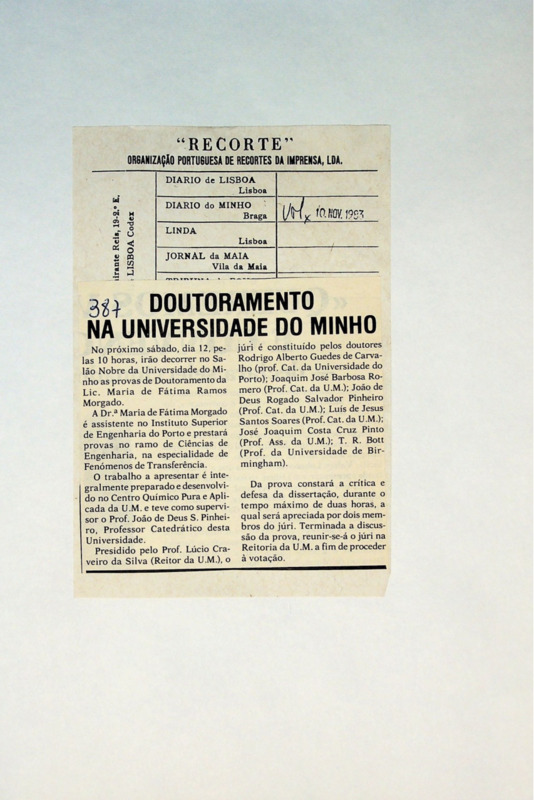 "RECORTE"
ORGANIZAÇÃO PORTUGUESA DE RECORTES DA IMPRENSA, LDA.
irante Reis, 19-2.º E.
LISBOA Codex
DIARIO de LISBOA
Lisboa
DIARIO do MINHO
Braga
10. NOV. 1983
LINDA
Lisboa
JORNAL da MAIA
Vila da Maia
387
DOUTORAMENTO
NA UNIVERSIDADE DO MINHO
No próximo sábado, dia 12, pe-
las 10 horas, irão decorrer no Sa-
lão Nobre da Universidade do Mi-
nho as provas de Doutoramento da
Lic. Maria de Fátima Ramos
Morgado.
A Dr.ª Maria de Fátima Morgado
é assistente no Instituto Superior
de Engenharia do Porto e prestará
provas no ramo de Ciências de
Engenharia, na especialidade de
Fenómenos de Transferência.
O trabalho a apresentar é inte-
gralmente preparado e desenvolvi-
do no Centro Químico Pura e Apli-
cada da U.M. e teve como supervi-
sor o Prof. João de Deus S. Pinhei-
ro, Professor Catedrático desta
Universidade.
Presidido pelo Prof. Lúcio Cra-
veiro da Silva (Reitor da U.M.), o
júri é constituído pelos doutores
Rodrigo Alberto Guedes de Carva-
lho (prof. Cat. da Universidade do
Porto); Joaquim José Barbosa Ro-
mero (Prof. Cat. da U.M.); João de
Deus Rogado Salvador Pinheiro
(Prof. Cat. da U.M.); Luís de Jesus
Santos Soares (Prof. Cat. da U.M.);
José Joaquim Costa Cruz Pinto
(Prof. Ass. da U.M.); T. R. Bott
(Prof. da Universidade de Bir-
mingham).
Da prova constará a crítica e
defesa da dissertação, durante o
tempo máximo de duas horas, a
qual será apreciada por dois mem-
bros do júri. Terminada a discus-
são da prova, reunir-se-á o júri na
Reitoria da U.M. a fim de proceder
à votação.